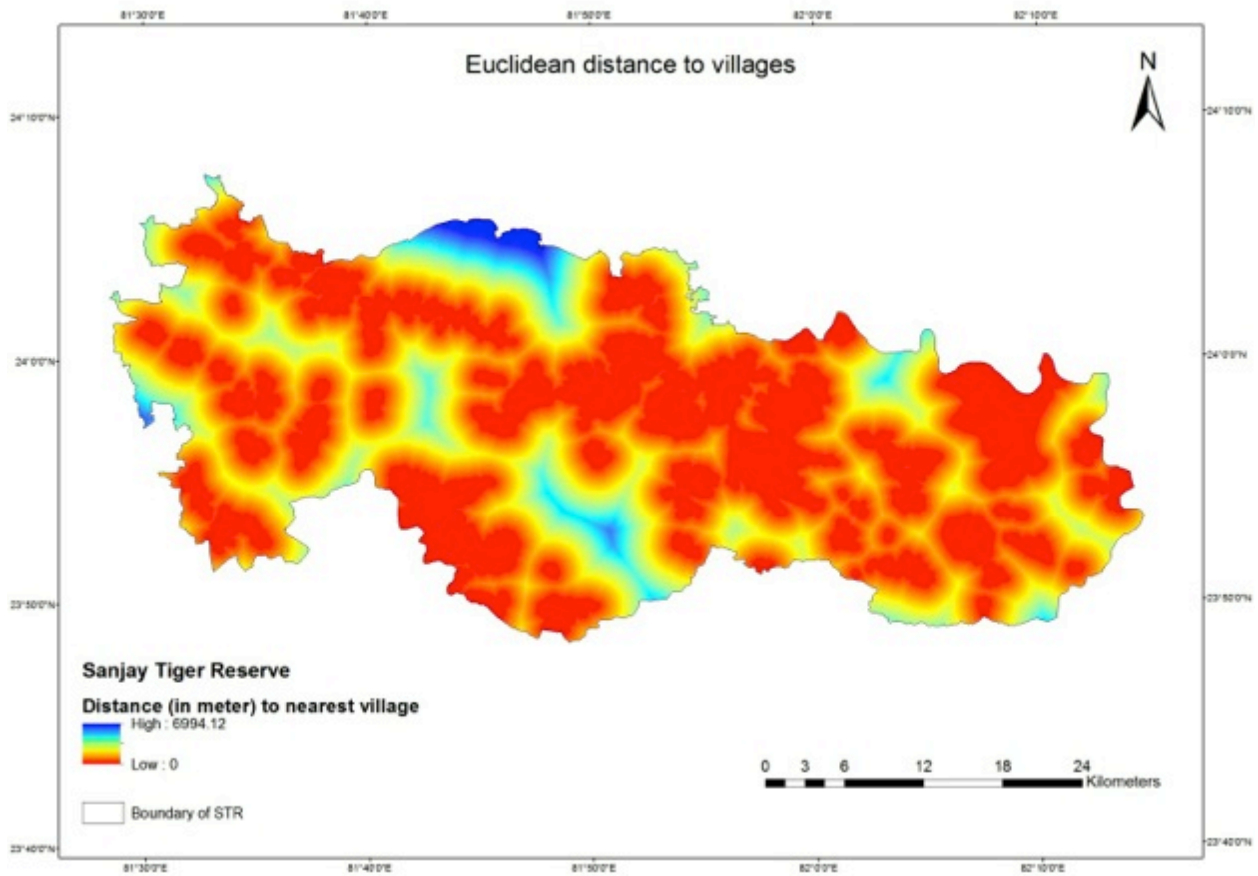 81°30'0"E 81°40'0"E 81°50'0"E 82°0'0"E 82°10'0"E
Euclidean distance to villages
N
24°10'0"N 24°10'0"N
24°0'0"N 24°0'0"N
23°50'0"N 23°50'0"N
Sanjay Tiger Reserve
Distance (in meter) to nearest village
High : 6994.12
Low : 0
0 3 6 12 18 24
Kilometers
Boundary of STR
23°40'0"N 23°40'0"N
81°30'0"E 81°40'0"E 81°50'0"E 82°0'0"E 82°10'0"E